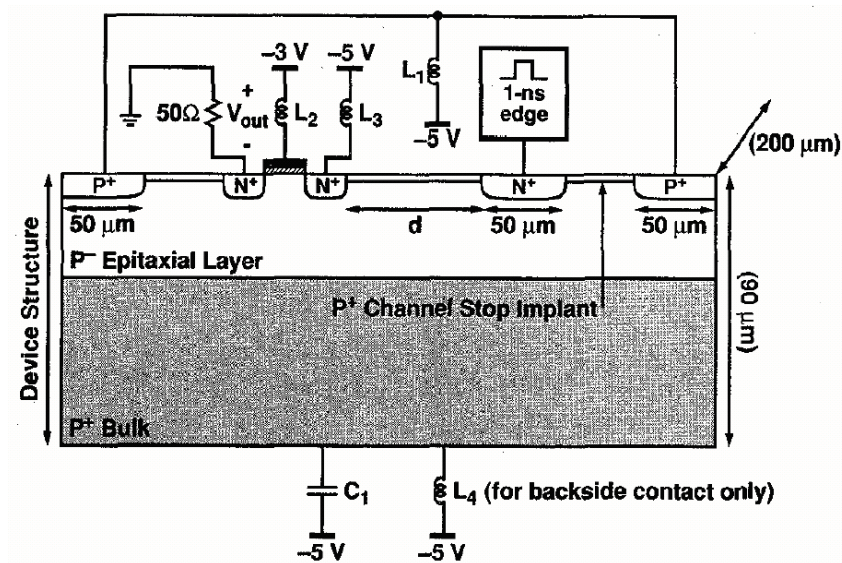 −3 V
−5 V
L1
1-ns
edge
50Ω
+
Vout
-
L2
L3
−5 V
(200 μm)
P+
N+
N+
N+
P+
50 μm
d
50 μm
50 μm
P− Epitaxial Layer
P+ Channel Stop Implant
Device Structure
(90 μm)
P+ Bulk
C1
L4 (for backside contact only)
−5 V
−5 V